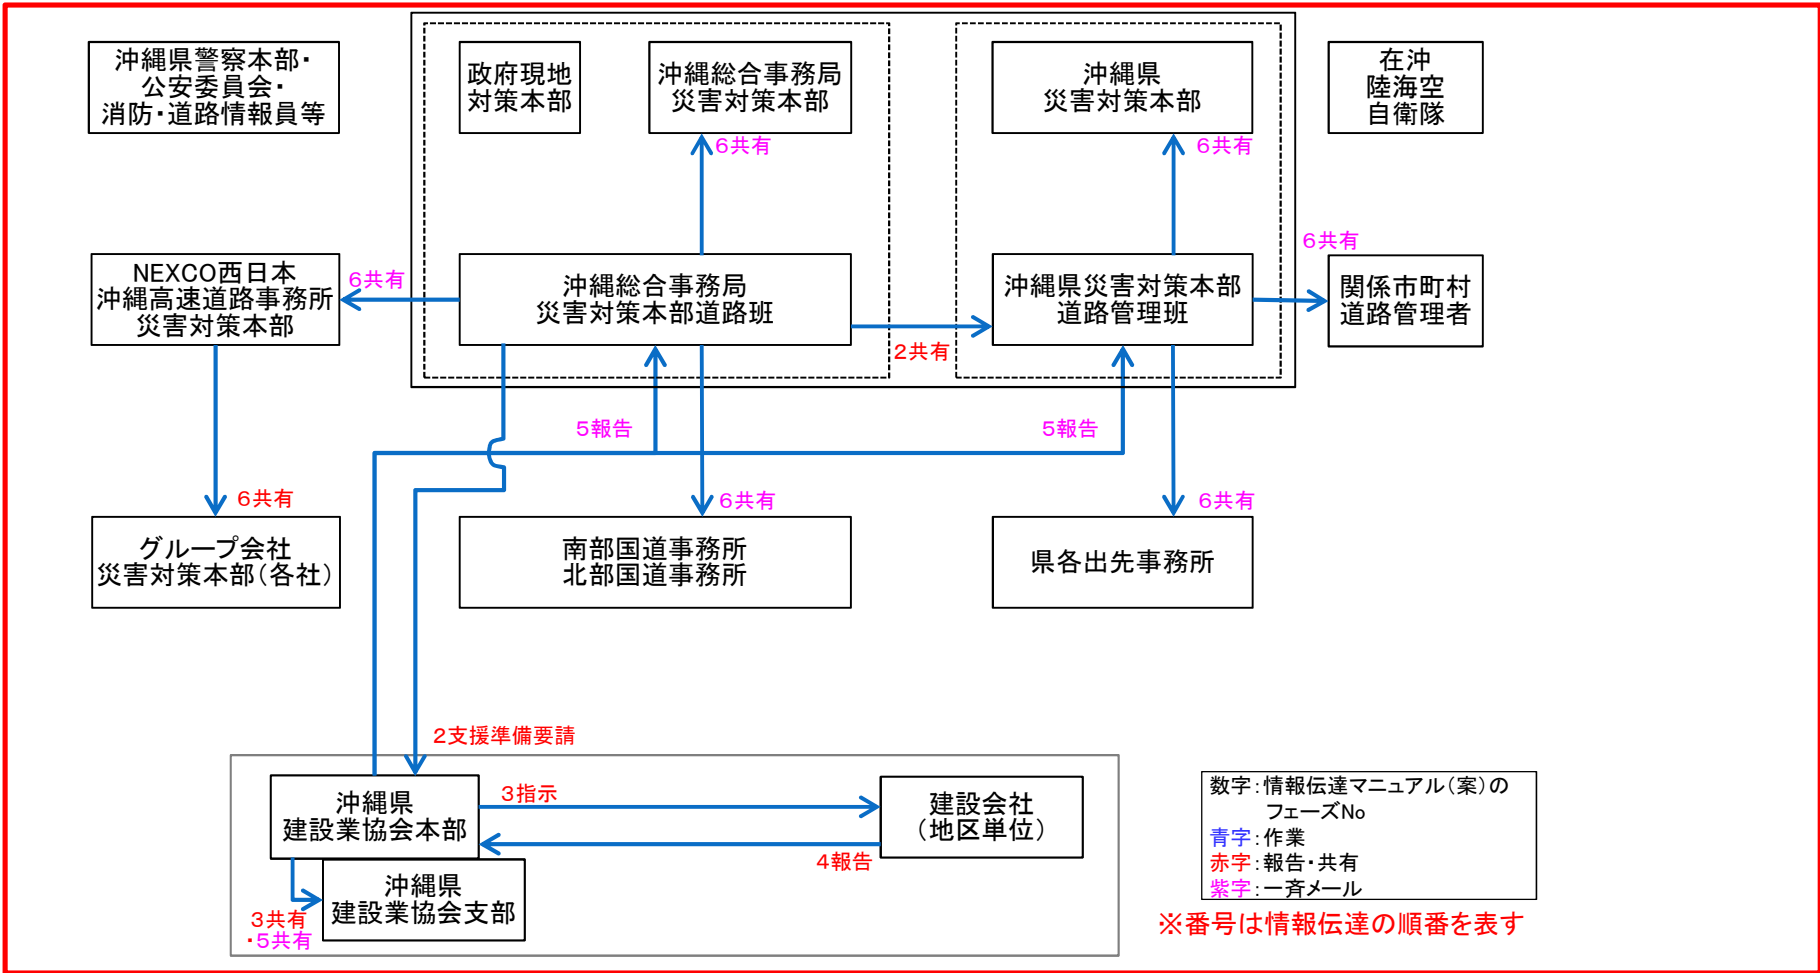 沖縄県警察本部・
公安委員会・
消防・道路情報員等
政府現地
対策本部
沖縄総合事務局
災害対策本部
沖縄県
災害対策本部
在沖
陸海空
自衛隊
6共有
6共有
NEXCO西日本
沖縄高速道路事務所
災害対策本部
6共有
沖縄総合事務局
災害対策本部道路班
2共有
沖縄県災害対策本部
道路管理班
6共有
関係市町村
道路管理者
5報告
5報告
6共有
6共有
6共有
グループ会社
災害対策本部（各社）
南部国道事務所
北部国道事務所
県各出先事務所
2支援準備要請
沖縄県
建設業協会本部
3指示
4報告
建設会社
（地区単位）
沖縄県
建設業協会支部
3共有
・5共有
数字：情報伝達マニュアル（案）の
フェーズNo
青字：作業
赤字：報告・共有
紫字：一斉メール
※番号は情報伝達の順番を表す